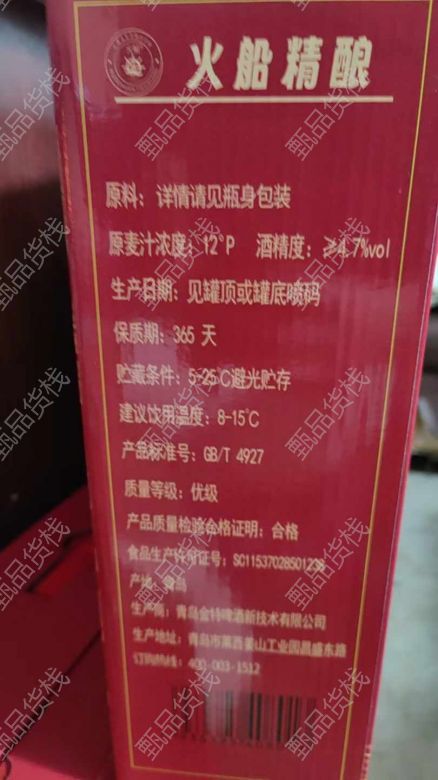 火船精酿
原料：详情请见瓶身包装
原麦汁浓度：12°P 酒精度：≥4.7%vol
生产日期：见罐顶或罐底喷码
保质期：365 天
贮藏条件：5-25℃避光贮存
建议饮用温度：8-15℃
产品标准号：GB/T 4927
质量等级：优级
产品质量检验合格证明：合格
食品生产许可证号：SC11537028501238
产地：青岛
生产商：青岛金特啤酒新技术有限公司
生产地址：青岛市莱西姜山工业园昌盛东路
订购热线：400-003-1512
甄品货栈